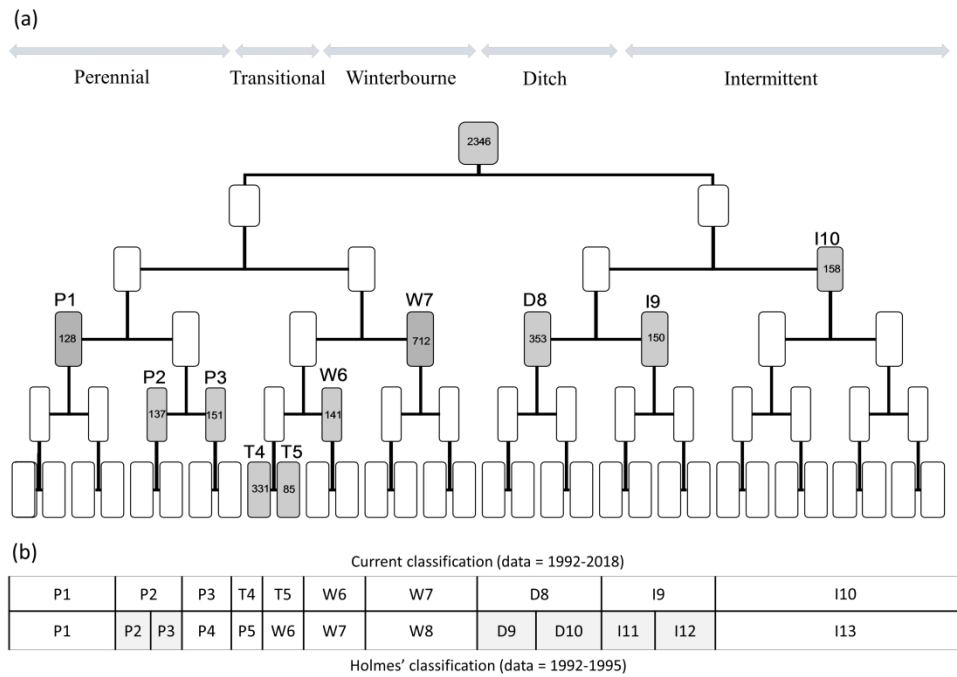 (a)
Perennial Transitional Winterbourne Ditch Intermittent
2346
I10
158
P1 W7 D8 I9
128 712 353 150
P2 P3 W6
137 151 141
T4 T5
331 85
(b)
Current classification (data = 1992-2018)
P1 P2 P3 T4 T5 W6 W7 D8 I9 I10
P1 P2 P3 P4 P5 W6 W7 W8 D9 D10 I11 I12 I13
Holmes’ classification (data = 1992-1995)